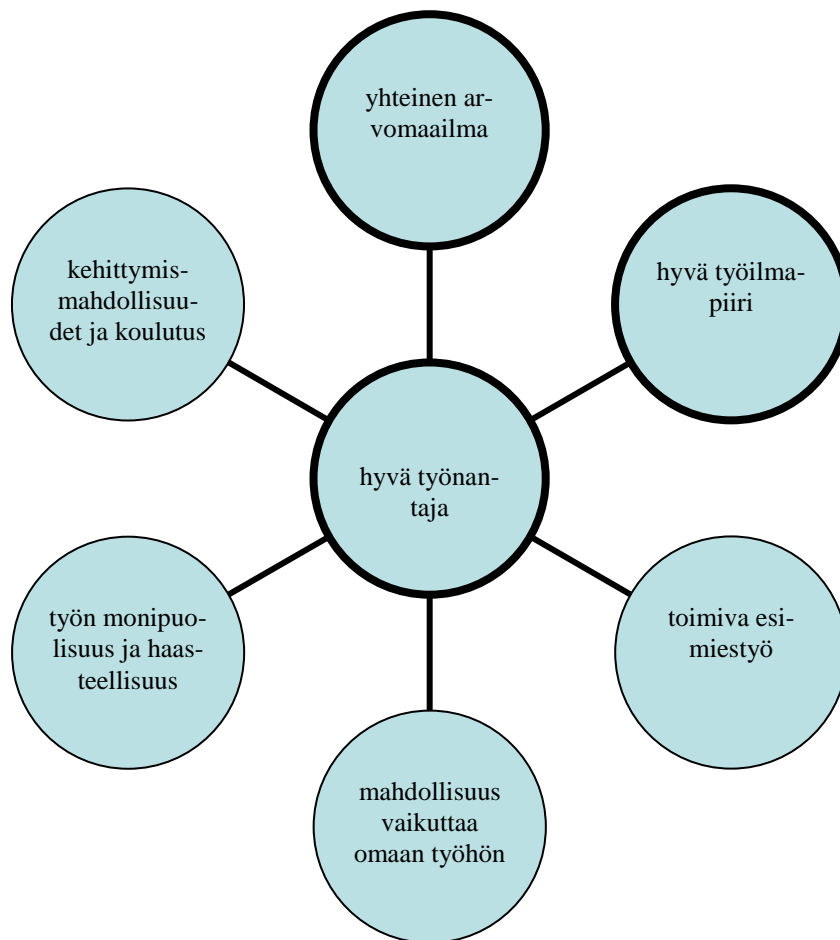 yhteinen ar-
vomaailma
hyvä työilma-
piiri
kehittymis-
mahdollisuu-
det ja koulutus
hyvä työnan-
taja
työn monipuo-
lisuus ja haas-
teellisuus
toimiva esi-
miestyö
mahdollisuus
vaikuttaa
omaan työhön